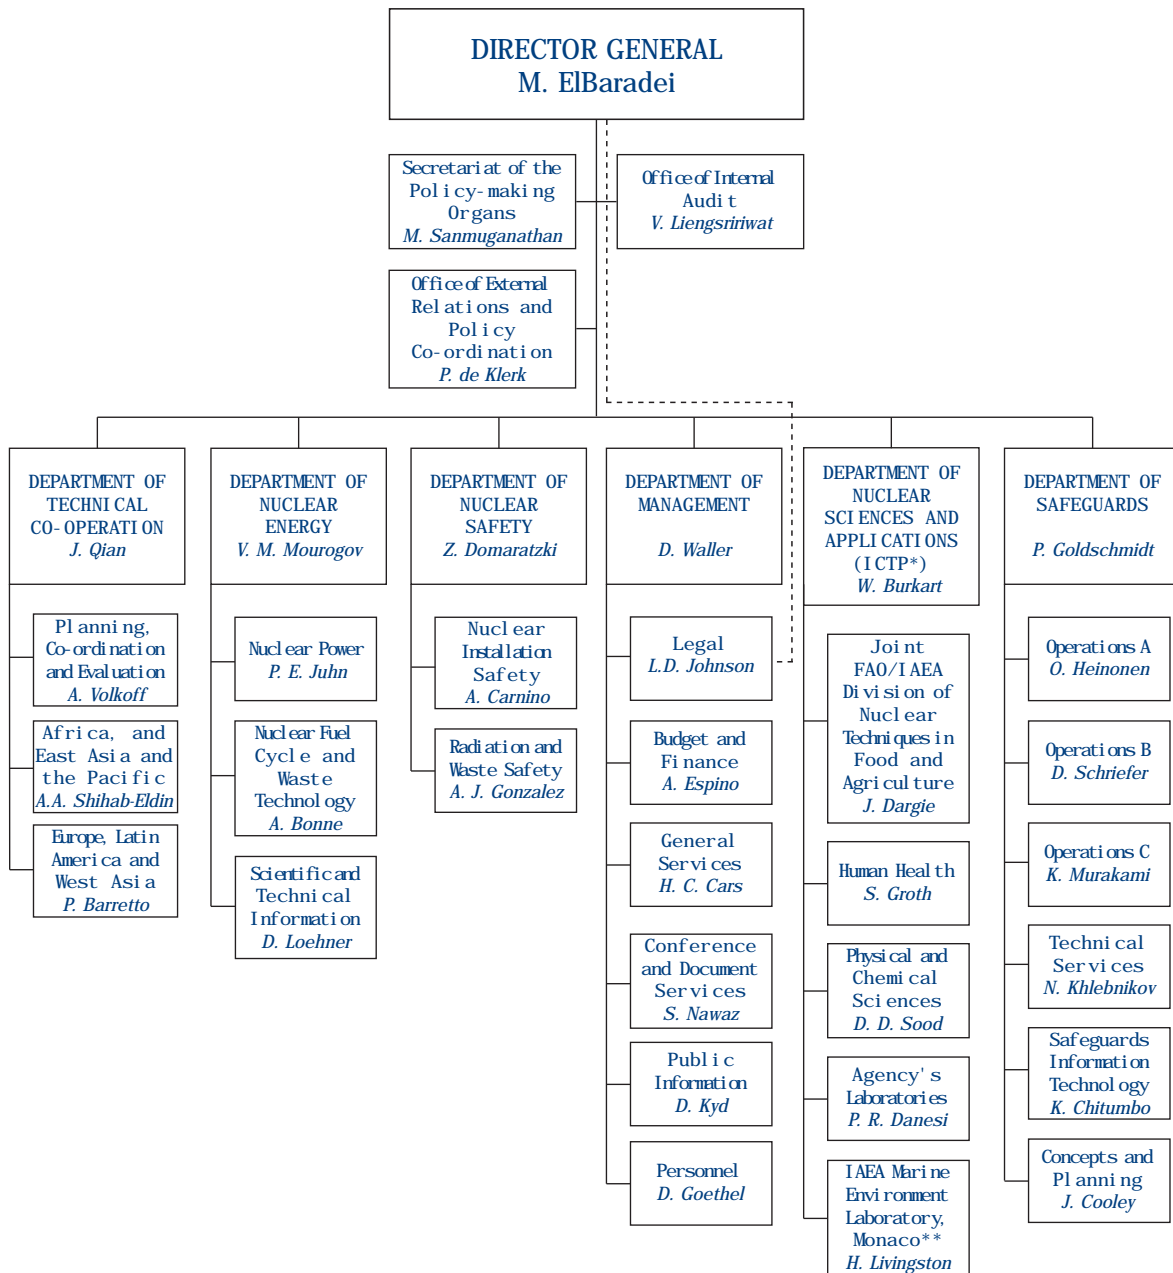 DIRECTOR GENERAL
M. ElBaradei
Secretariat of the
Policy-making
Organs
M. Sanmuganathan
Office of Internal
Audit
V. Liengsririwat
Office of External
Relations and
Policy
Co-ordination
P. de Klerk
DEPARTMENT OF
TECHNICAL
CO-OPERATION
J. Qian
DEPARTMENT OF
NUCLEAR
ENERGY
V. M. Mourogov
DEPARTMENT OF
NUCLEAR
SAFETY
Z. Domaratzki
DEPARTMENT OF
MANAGEMENT
D. Waller
DEPARTMENT OF
NUCLEAR
SCIENCES AND
APPLICATIONS
(ICTP*)
W. Burkart
DEPARTMENT OF
SAFEGUARDS
P. Goldschmidt
Planning,
Co-ordination
and Evaluation
A. Volkoff
Africa, and
East Asia and
the Pacific
A.A. Shihab-Eldin
Europe, Latin
America and
West Asia
P. Barretto
Nuclear Power
P. E. Juhn
Nuclear Fuel
Cycle and
Waste
Technology
A. Bonne
Scientific and
Technical
Information
D. Loehner
Nuclear
Installation
Safety
A. Carnino
Radiation and
Waste Safety
A. J. Gonzalez
Legal
L.D. Johnson
Budget and
Finance
A. Espino
General
Services
H. C. Cars
Conference
and Document
Services
S. Nawaz
Public
Information
D. Kyd
Personnel
D. Goethel
Joint
FAO/IAEA
Division of
Nuclear
Techniques in
Food and
Agriculture
J. Dargie
Human Health
S. Groth
Physical and
Chemical
Sciences
D. D. Sood
Agency's
Laboratories
P. R. Danesi
IAEA Marine
Environment
Laboratory,
Monaco**
H. Livingston
Operations A
O. Heinonen
Operations B
D. Schriefer
Operations C
K. Murakami
Technical
Services
N. Khlebnikov
Safeguards
Information
Technology
K. Chitumbo
Concepts and
Planning
J. Cooley